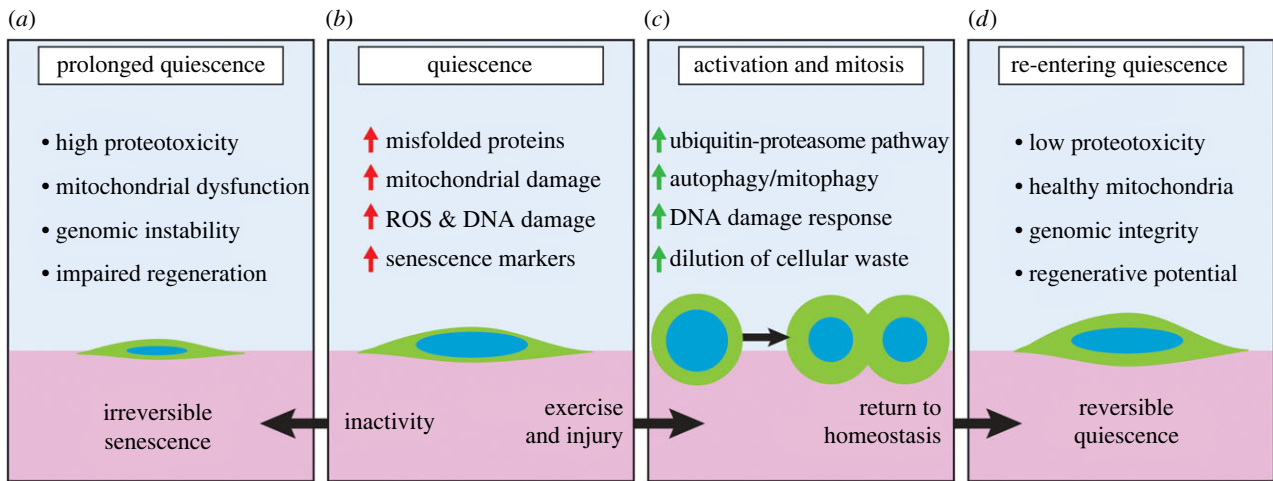 (a)
prolonged quiescence
• high proteotoxicity
• mitochondrial dysfunction
• genomic instability
• impaired regeneration
irreversible
senescence
(b)
quiescence
misfolded proteins
mitochondrial damage
ROS & DNA damage
senescence markers
inactivity
exercise
and injury
(c)
activation and mitosis
ubiquitin-proteasome pathway
autophagy/mitophagy
DNA damage response
dilution of cellular waste
return to
homeostasis
(d)
re-entering quiescence
• low proteotoxicity
• healthy mitochondria
• genomic integrity
• regenerative potential
reversible
quiescence